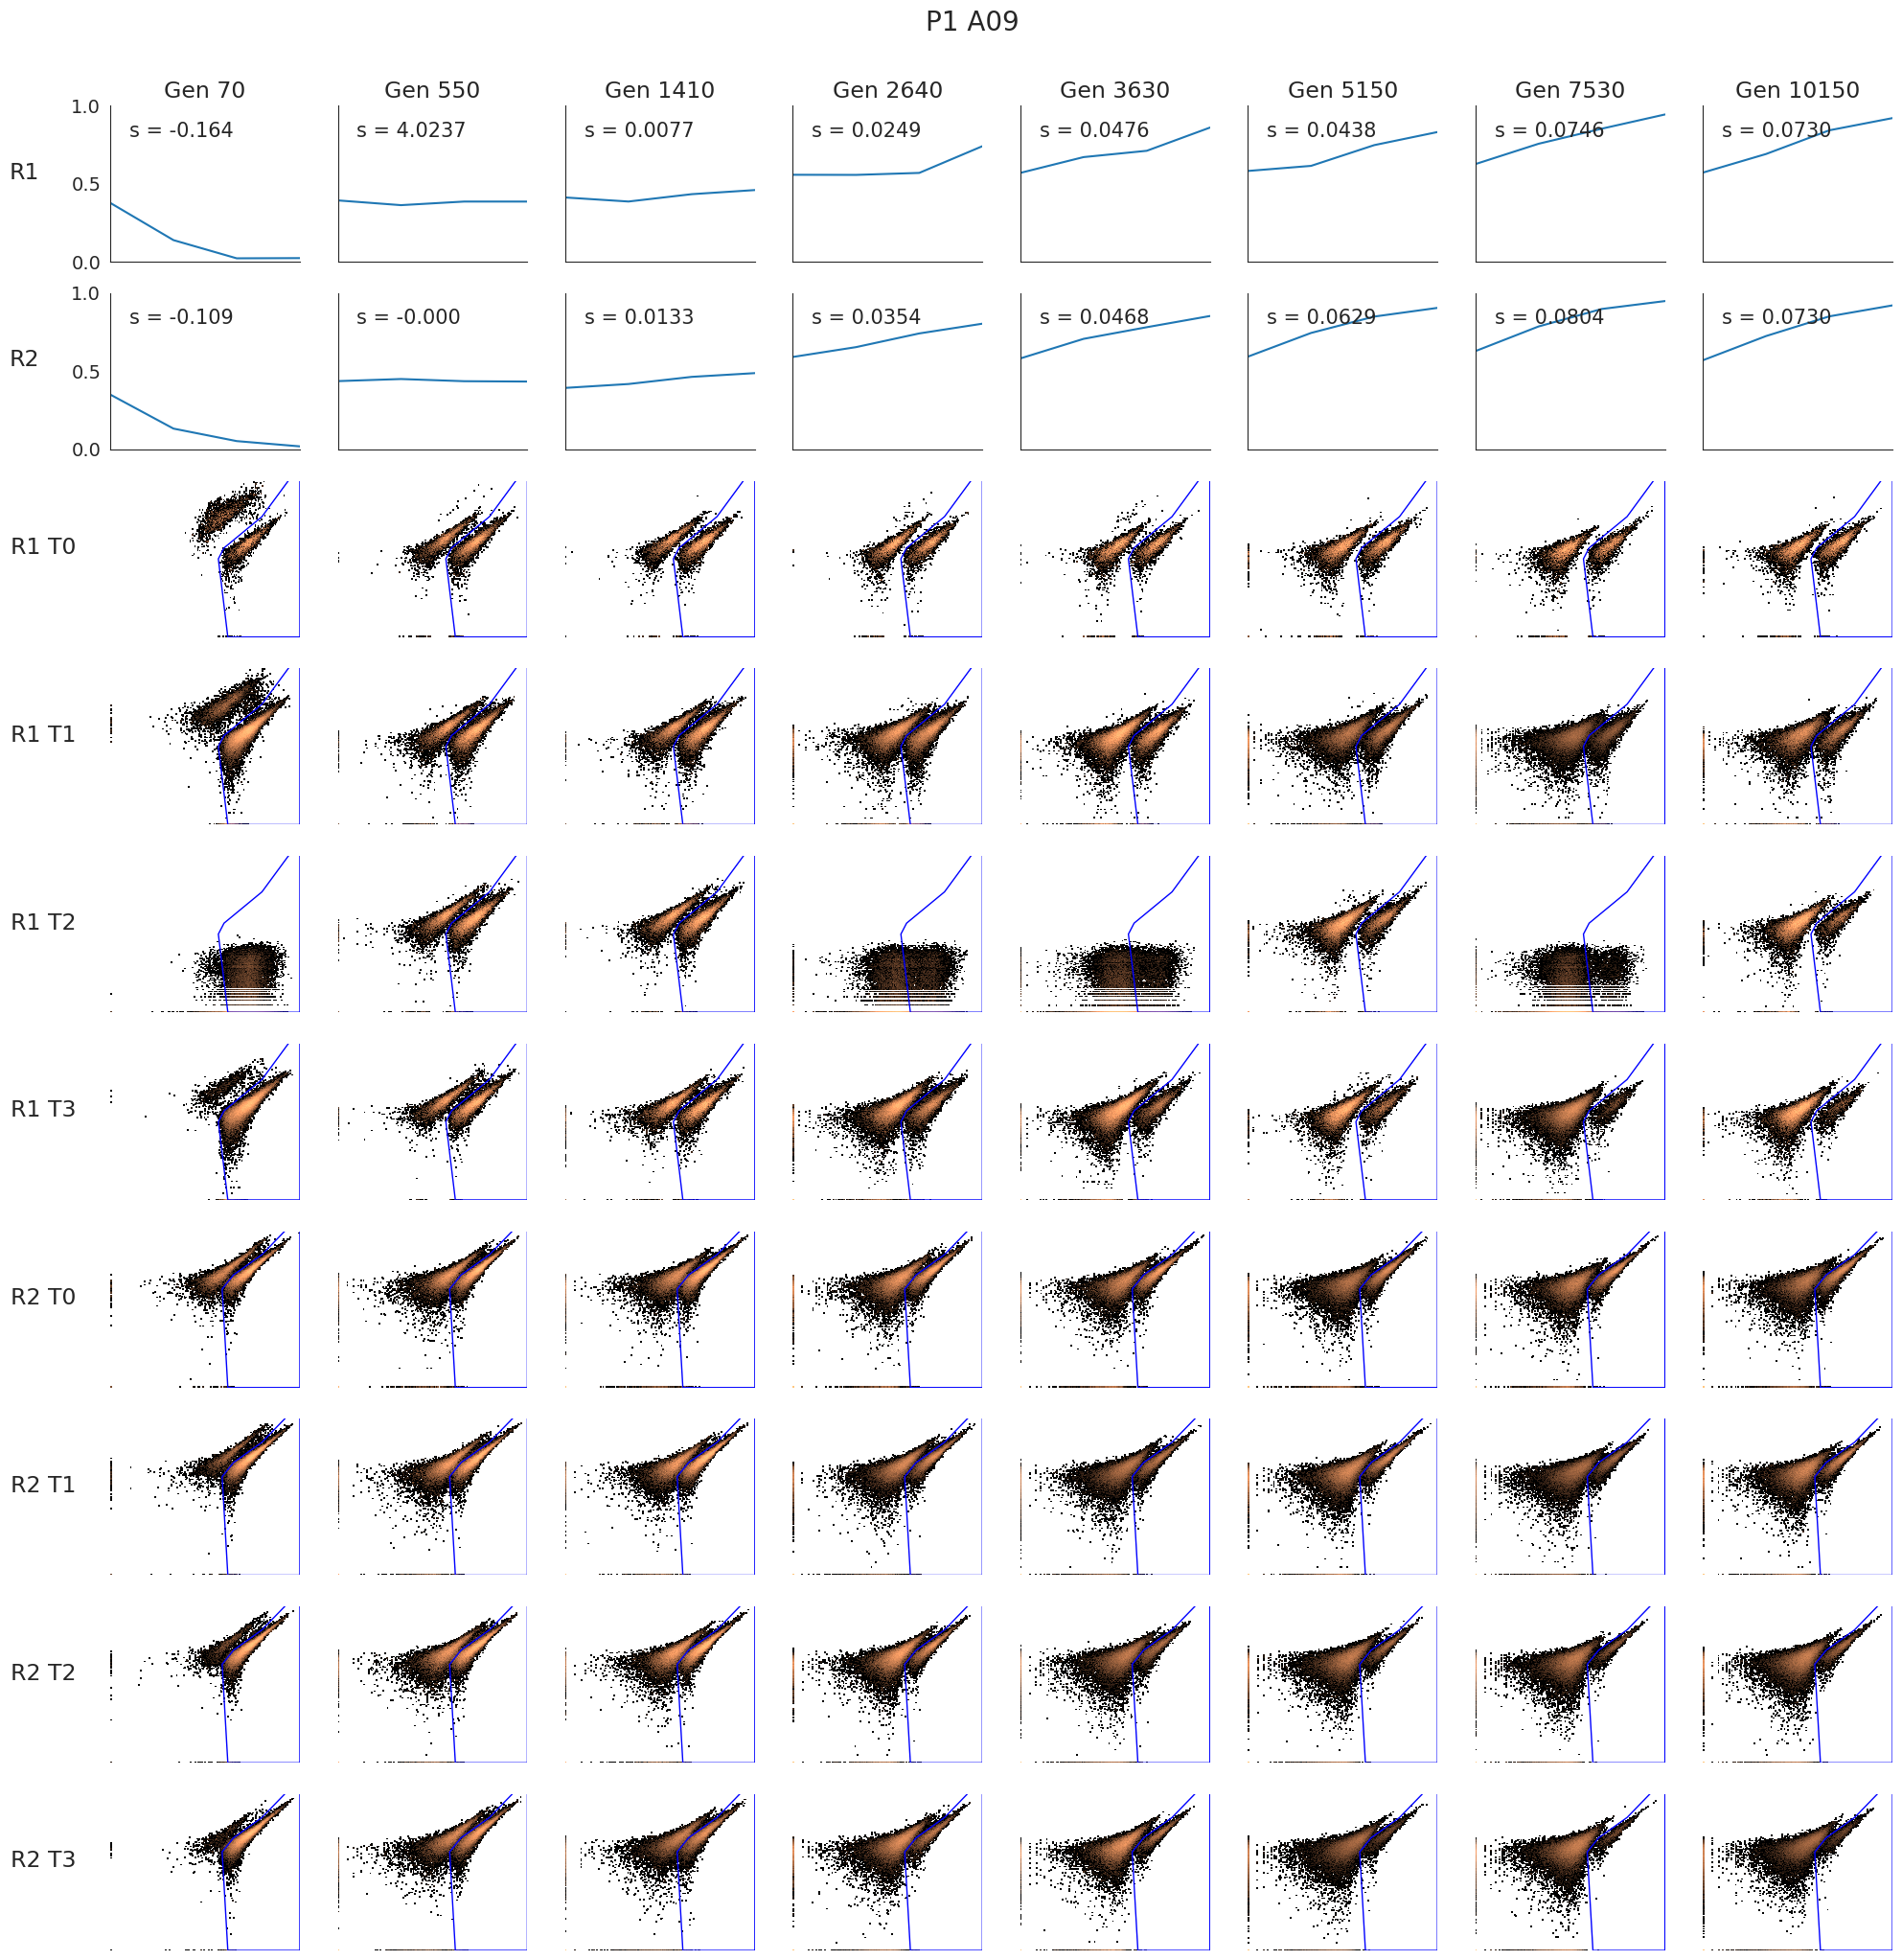 P1 A09
Gen 70 Gen 550 Gen 1410 Gen 2640 Gen 3630 Gen 5150 Gen 7530 Gen 10150
1.0
s = -0.164 s = 4.0237 s = 0.0077 s = 0.0249 s = 0.0476 s = 0.0438 s = 0.0746 s = 0.0730
R1
0.5
0.0
1.0
s = -0.109 s = -0.000 s = 0.0133 s = 0.0354 s = 0.0468 s = 0.0629 s = 0.0804 s = 0.0730
R2
0.5
0.0
R1 T0
R1 T1
R1 T2
R1 T3
R2 T0
R2 T1
R2 T2
R2 T3